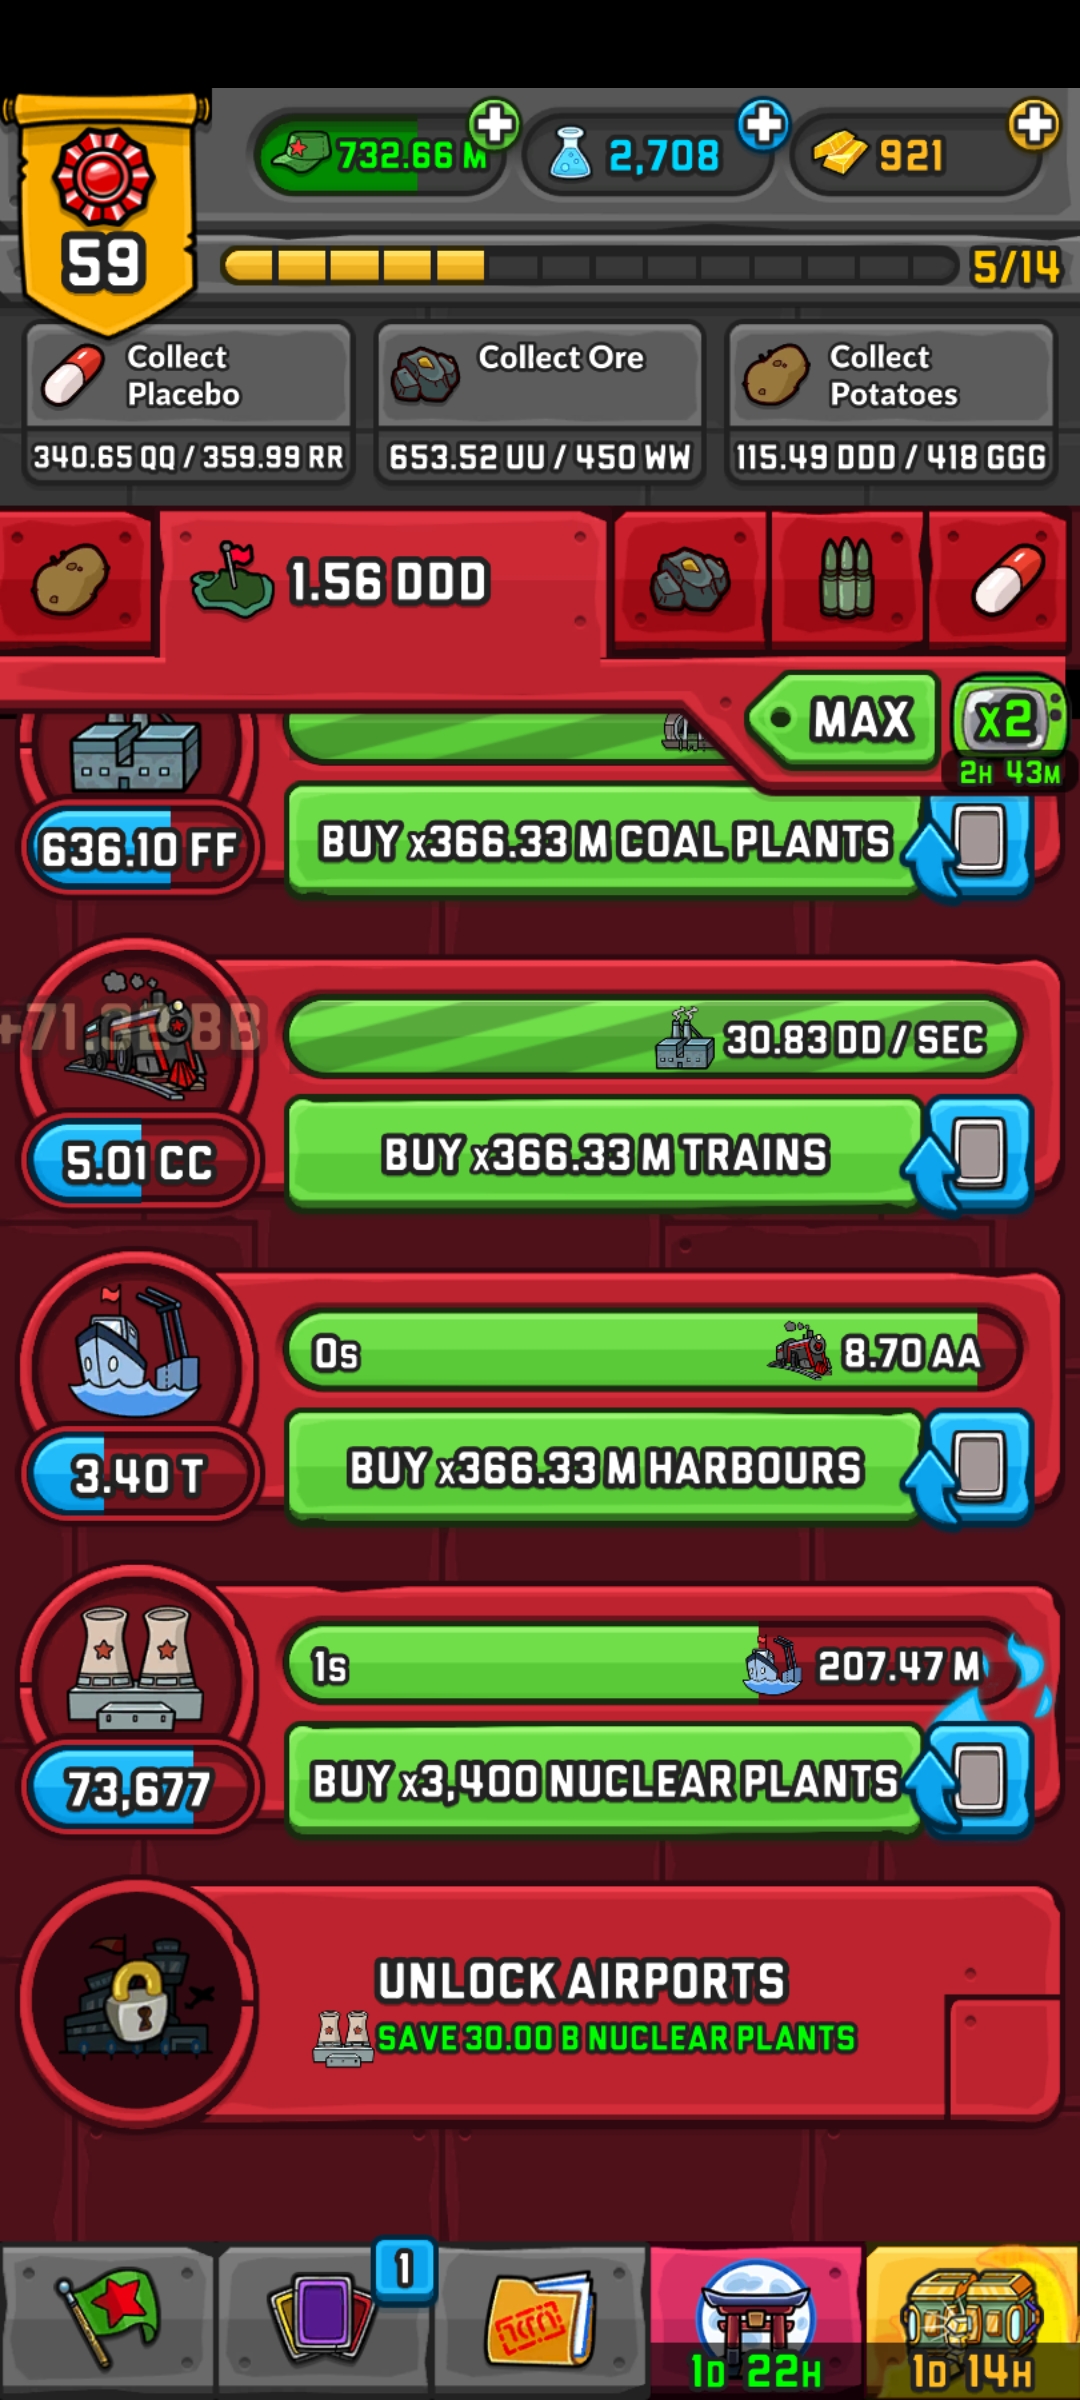 732.66 M
2,708
921
59
5/14
Collect
Placebo
340.65 QQ / 359.99 RR
Collect Ore
653.52 UU / 450 WW
Collect
Potatoes
115.49 DDD / 418 GGG
1.56 DDD
MAX
x2
2H 43M
636.10 FF
BUY x366.33 M COAL PLANTS
30.83 DD / SEC
5.01 CC
BUY x366.33 M TRAINS
0s
8.70 AA
3.40 T
BUY x366.33 M HARBOURS
1s
207.47 M
73,677
BUY x3,400 NUCLEAR PLANTS
UNLOCK AIRPORTS
SAVE 30.00 B NUCLEAR PLANTS
1
1D 22H
1D 14H